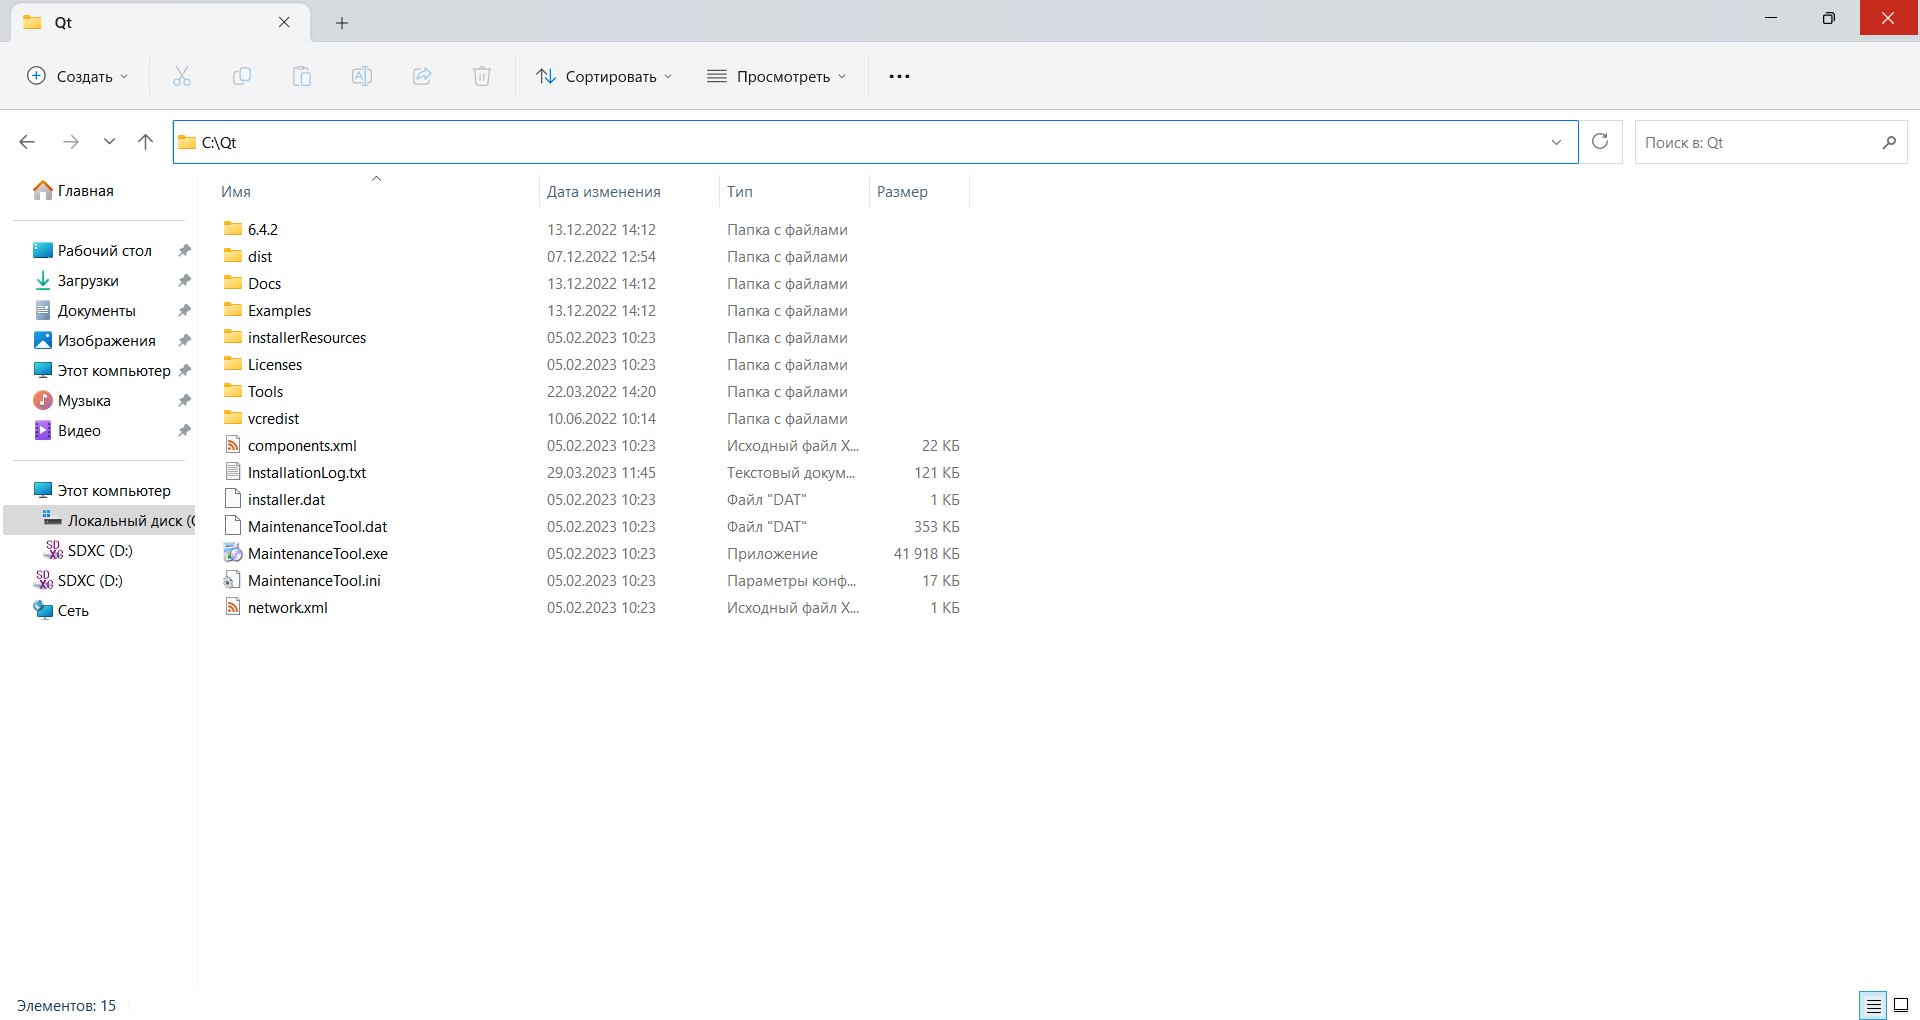 Qt
Создать Сортировать Просмотреть
C:\Qt Поиск в: Qt
Главная
Рабочий стол
Загрузки
Документы
Изображения
Этот компьютер
Музыка
Видео
Этот компьютер
Локальный диск (
SDXC (D:)
SDXC (D:)
Сеть
Имя Дата изменения Тип Размер
6.4.2 13.12.2022 14:12 Папка с файлами
dist 07.12.2022 12:54 Папка с файлами
Docs 13.12.2022 14:12 Папка с файлами
Examples 13.12.2022 14:12 Папка с файлами
installerResources 05.02.2023 10:23 Папка с файлами
Licenses 05.02.2023 10:23 Папка с файлами
Tools 22.03.2022 14:20 Папка с файлами
vcredist 10.06.2022 10:14 Папка с файлами
components.xml 05.02.2023 10:23 Исходный файл X... 22 КБ
InstallationLog.txt 29.03.2023 11:45 Текстовый докум... 121 КБ
installer.dat 05.02.2023 10:23 Файл "DAT" 1 КБ
MaintenanceTool.dat 05.02.2023 10:23 Файл "DAT" 353 КБ
MaintenanceTool.exe 05.02.2023 10:23 Приложение 41 918 КБ
MaintenanceTool.ini 05.02.2023 10:23 Параметры конф... 17 КБ
network.xml 05.02.2023 10:23 Исходный файл X... 1 КБ
Элементов: 15